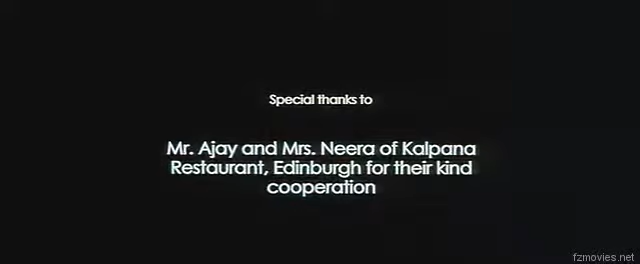 Special thanks to
Mr. Ajay and Mrs. Neera of Kalpana
Restaurant, Edinburgh for their kind
cooperation
fzmovies.net